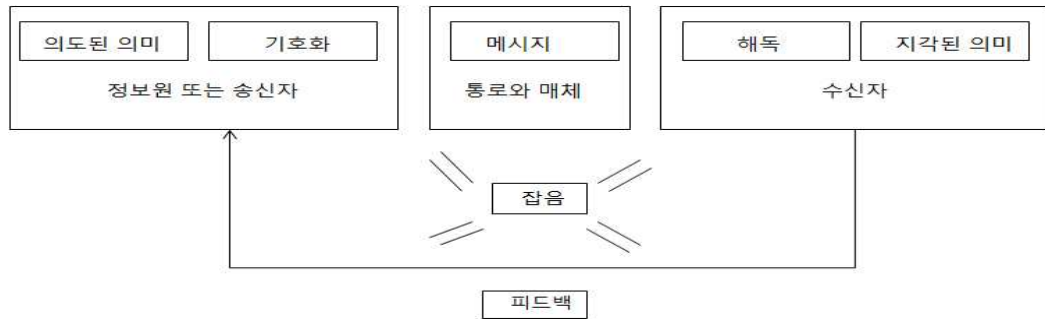 의도된 의미
기호화
정보원 또는 송신자
메시지
통로와 매체
해독
지각된 의미
수신자
잡음
피드백